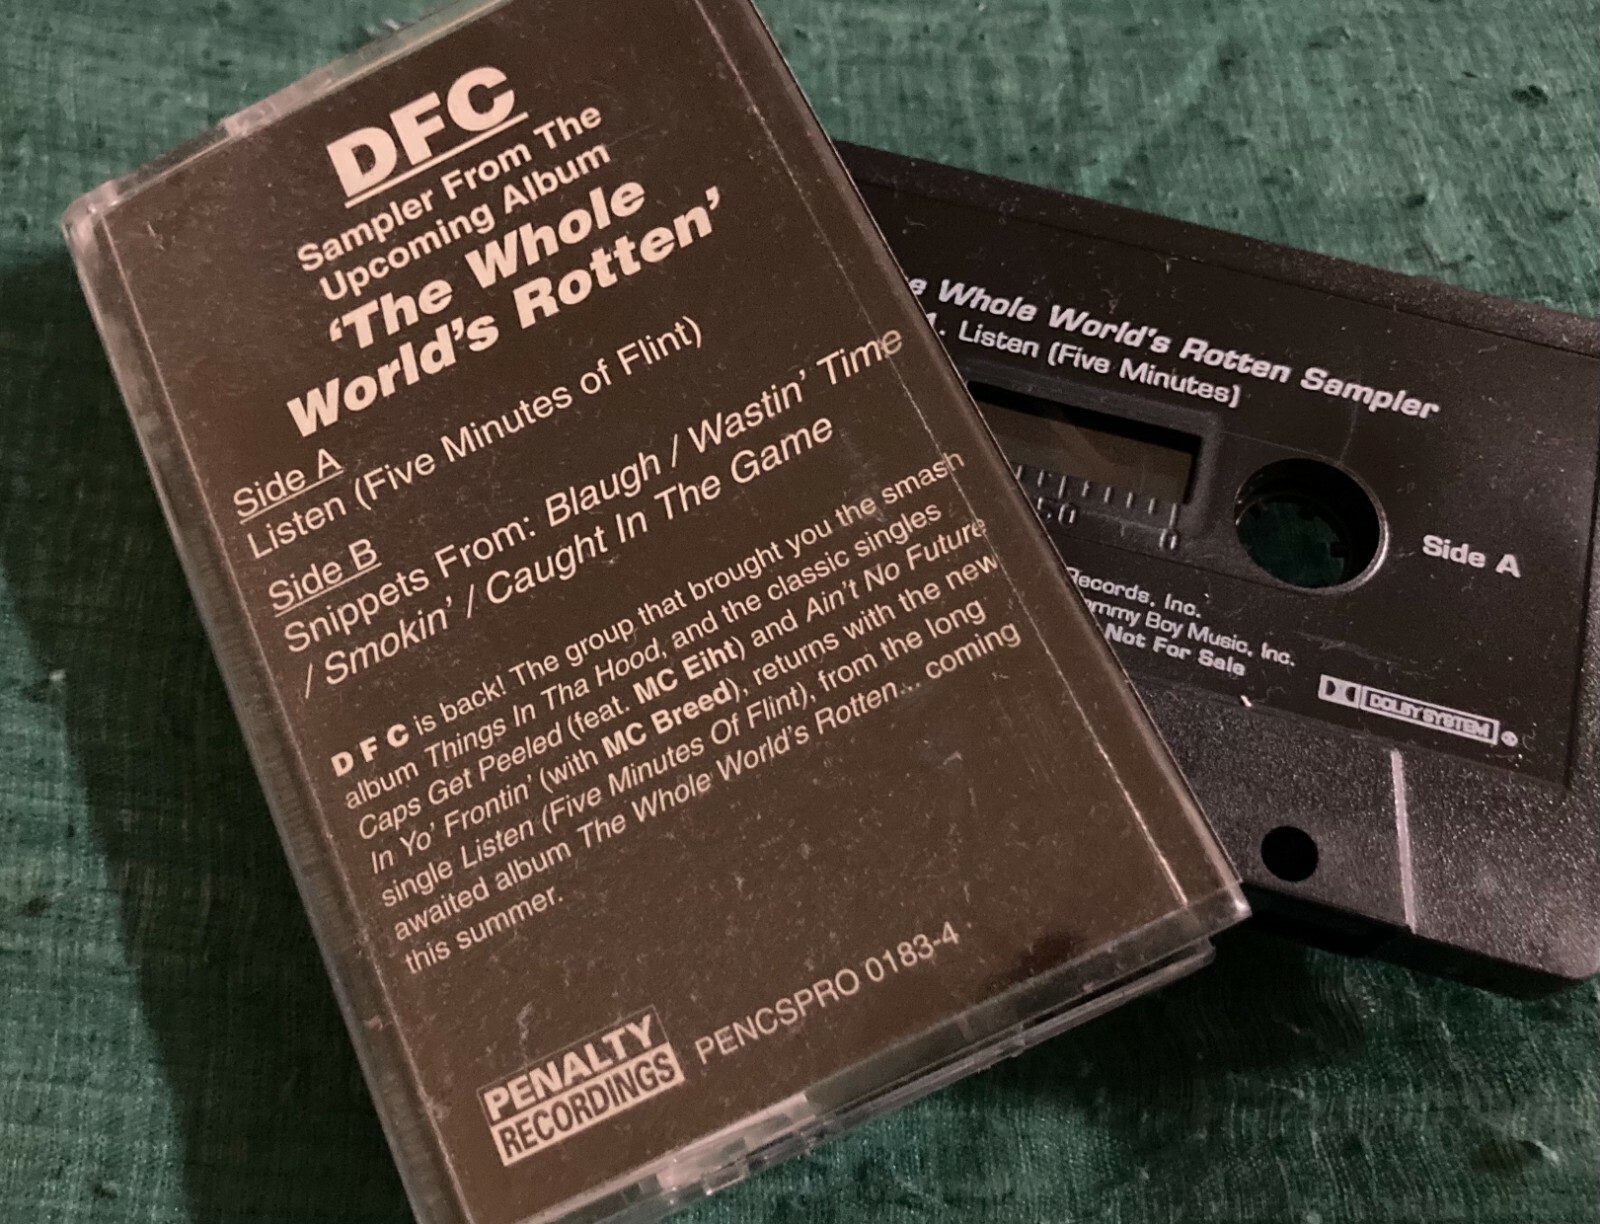 DFC
Sampler From The
Upcoming Album
‘The Whole
World’s Rotten’
Side A
Listen (Five Minutes of Flint)
Side B
Snippets From: Blaugh / Wastin’ Time
/ Smokin’ / Caught In The Game
D F C is back! The group that brought you the smash
album Things In Tha Hood, and the classic singles
Caps Get Peeled (feat. MC Eiht) and Ain’t No Future
In Yo’ Frontin’ (with MC Breed), returns with the new
single Listen (Five Minutes Of Flint), from the long
awaited album The Whole World’s Rotten... coming
this summer.
PENALTY
RECORDINGS
PENCSPRO 0183-4
Whole World's Rotten Sampler
1. Listen (Five Minutes)
50 0
Side A
Records, Inc.
Boy Music, Inc.
Not For Sale
DOLBY SYSTEM